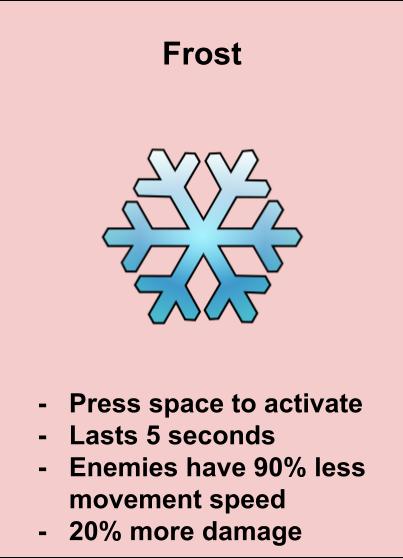 Frost
- Press space to activate
- Lasts 5 seconds
- Enemies have 90% less
movement speed
- 20% more damage